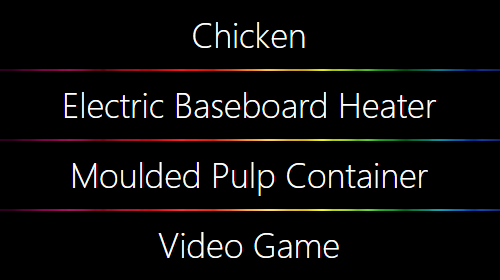 Chicken
Electric Baseboard Heater
Moulded Pulp Container
Video Game